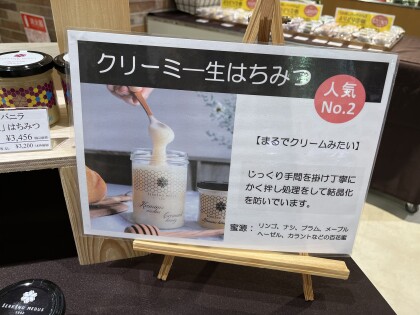 クリーミー生はちみつ
人気
No.2
【まるでクリームみたい】
じっくり手間を掛け丁寧に
かく拌し処理をして結晶化
を防いでいます。
蜜源：リンゴ、ナシ、プラム、メープル
ヘーゼル、カラントなどの百花蜜
バニラ
はちみつ
¥3,456
¥3,200